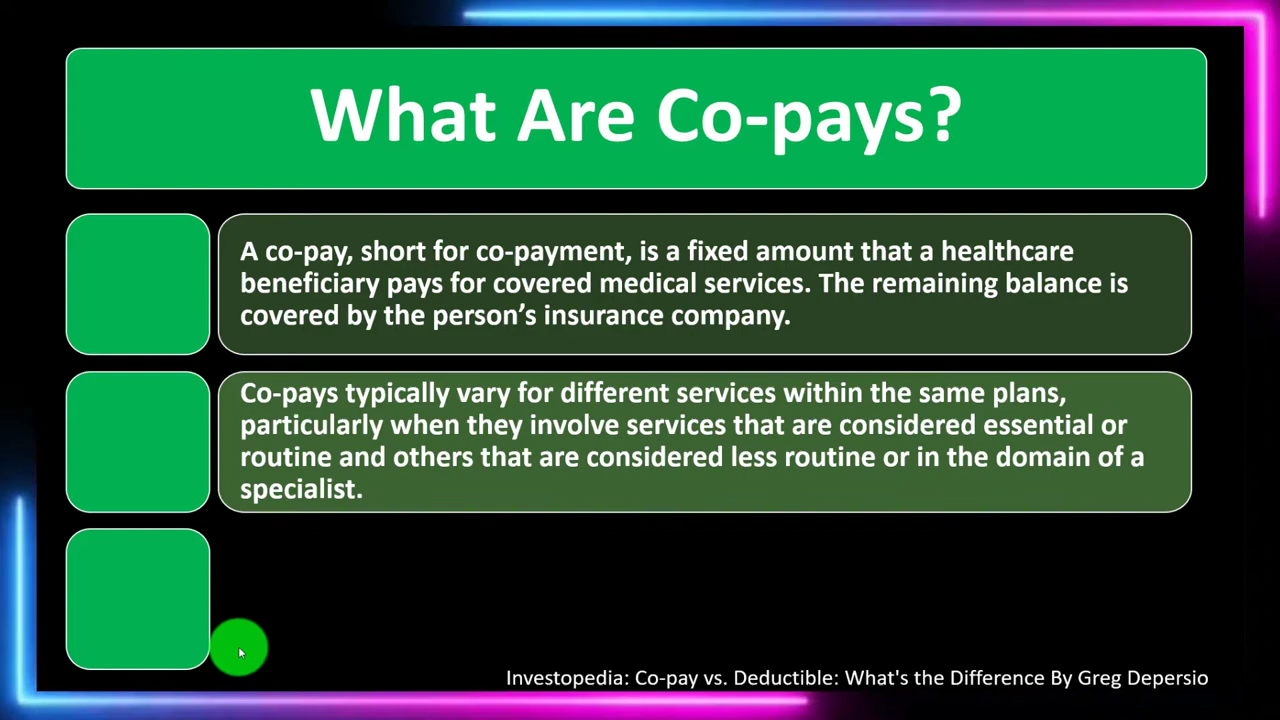 What Are Co-pays?
A co-pay, short for co-payment, is a fixed amount that a healthcare
beneficiary pays for covered medical services. The remaining balance is
covered by the person’s insurance company.
Co-pays typically vary for different services within the same plans,
particularly when they involve services that are considered essential or
routine and others that are considered less routine or in the domain of a
specialist.
Investopedia: Co-pay vs. Deductible: What's the Difference By Greg Depersio